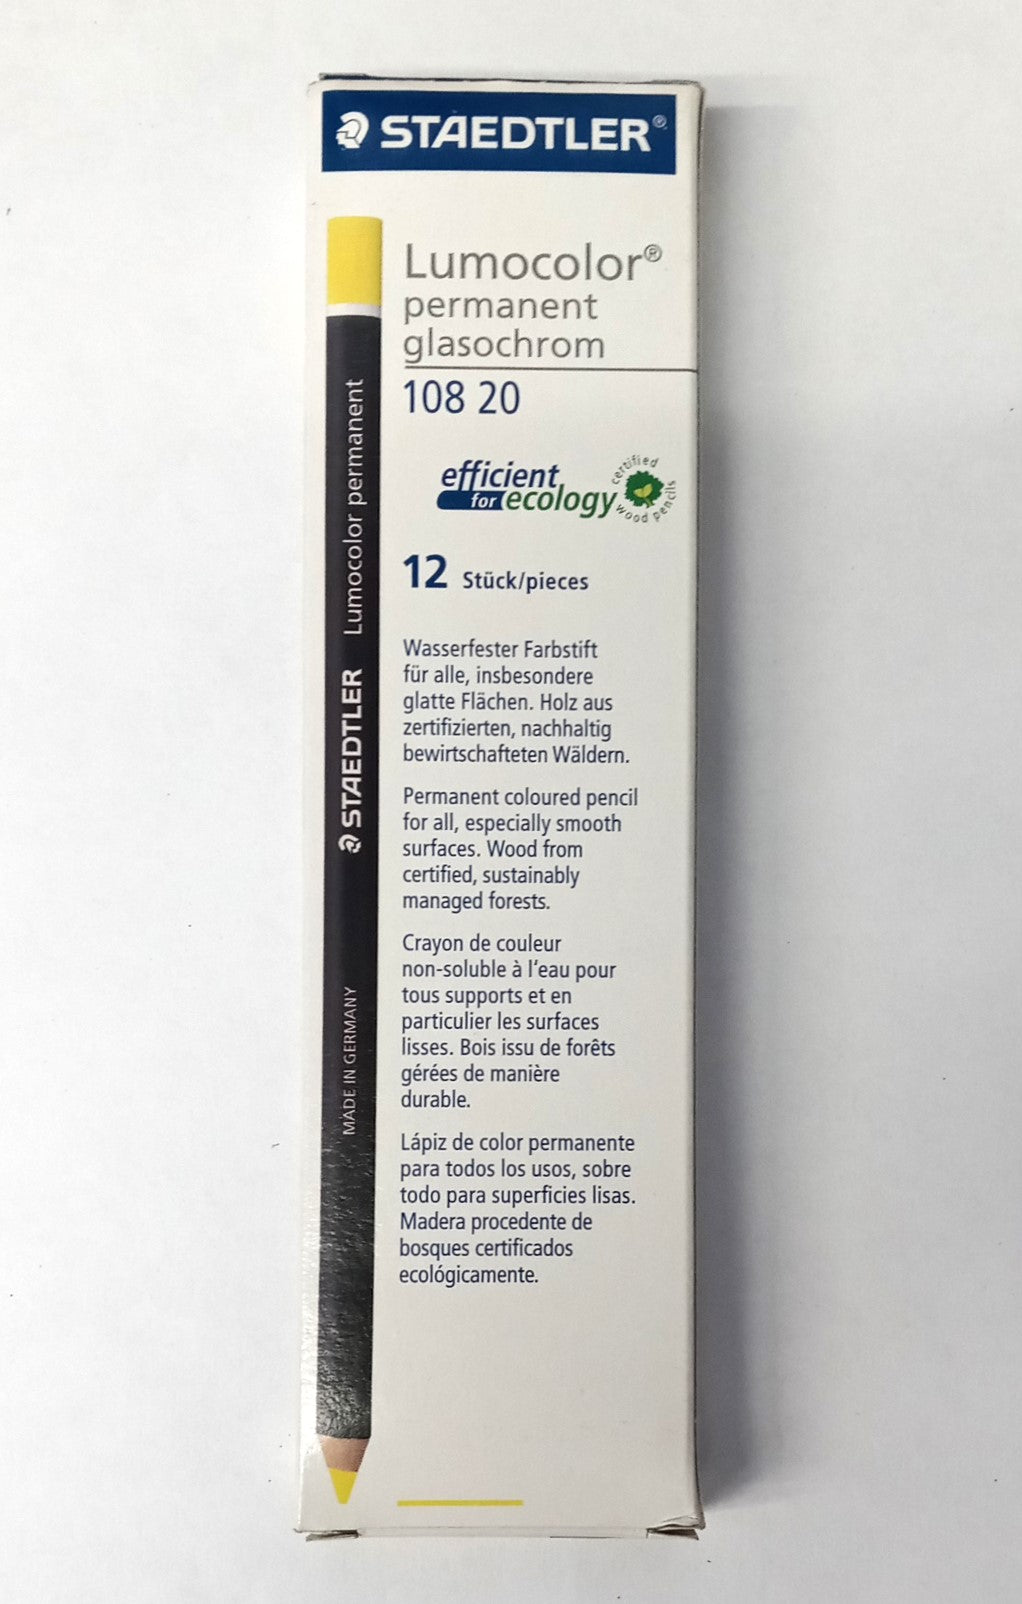 STAEDTLER®
Lumocolor®
permanent
glasochrom
108 20
efficient
for ecology
certified
wood pencils
12 Stück/pieces
Wasserfester Farbstift
für alle, insbesondere
glatte Flächen. Holz aus
zertifizierten, nachhaltig
bewirtschafteten Wäldern.
Permanent coloured pencil
for all, especially smooth
surfaces. Wood from
certified, sustainably
managed forests.
Crayon de couleur
non-soluble à l'eau pour
tous supports et en
particulier les surfaces
lisses. Bois issu de forêts
gérées de manière
durable.
Lápiz de color permanente
para todos los usos, sobre
todo para superficies lisas.
Madera procedente de
bosques certificados
ecológicamente.
MADE IN GERMANY STAEDTLER Lumocolor permanent